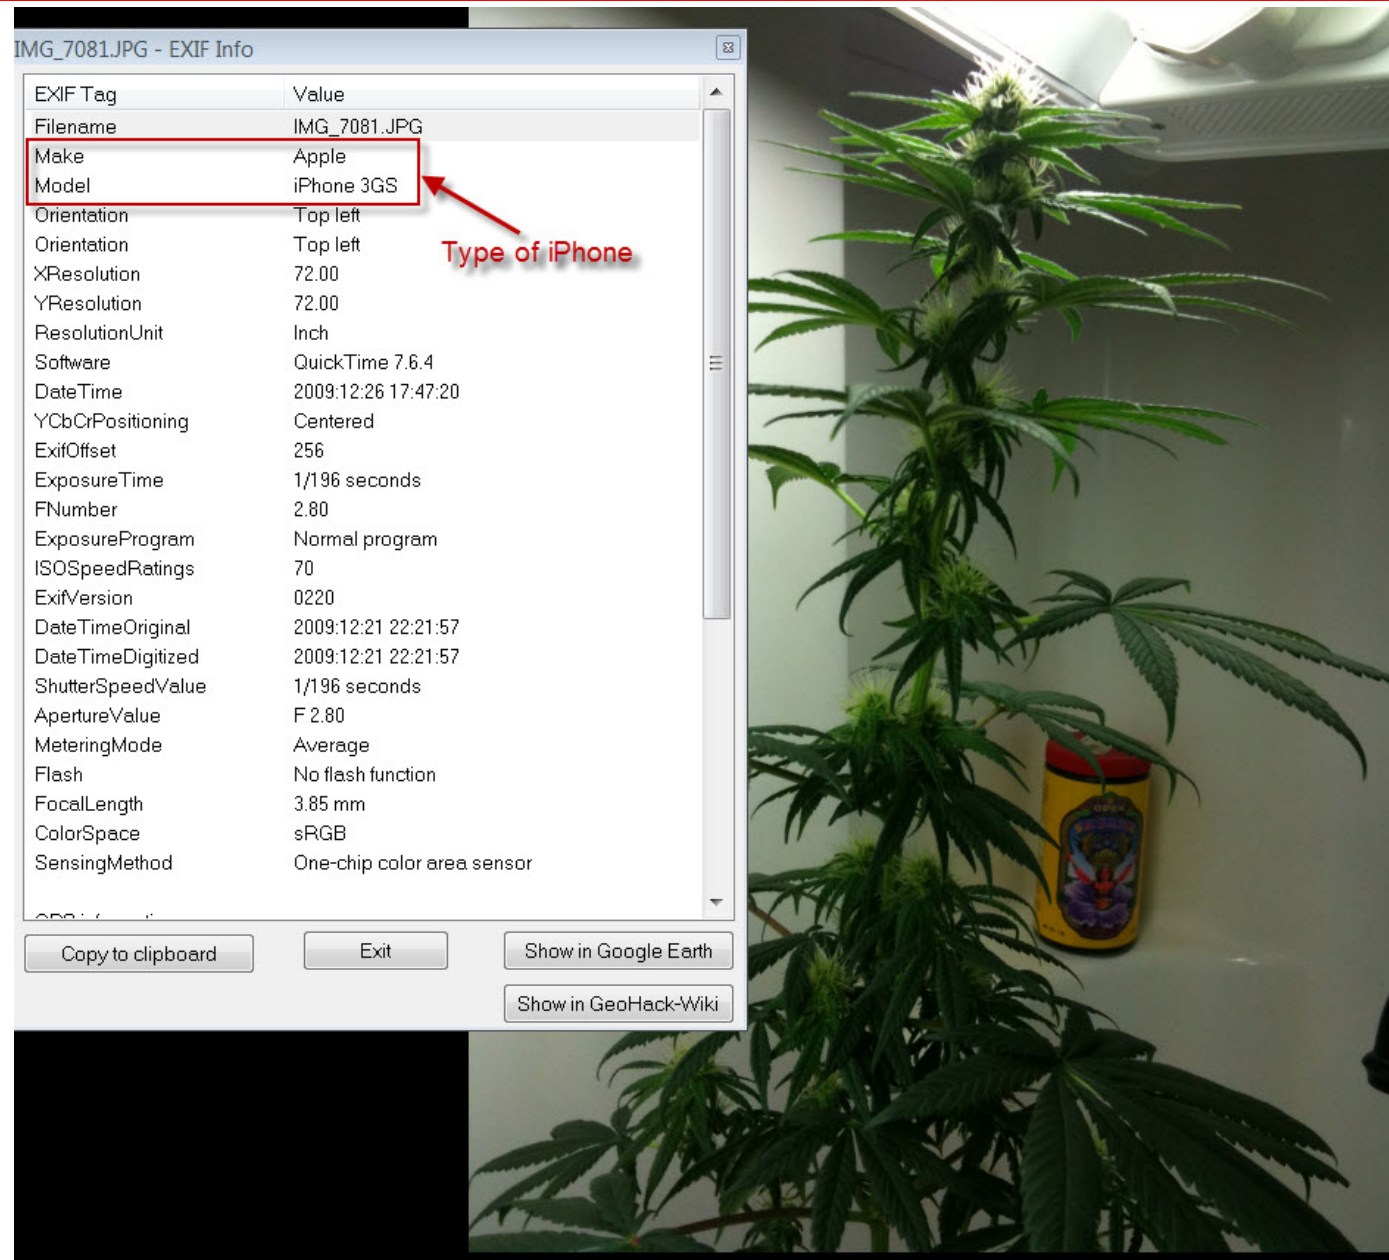 IMG_7081.JPG - EXIF Info
EXIF Tag Value
Filename IMG_7081.JPG
Make Apple
Model iPhone 3GS
Orientation Top left
Orientation Top left
Type of iPhone
XResolution 72.00
YResolution 72.00
ResolutionUnit Inch
Software QuickTime 7.6.4
DateTime 2009:12:26 17:47:20
YCbCrPositioning Centered
ExifOffset 256
ExposureTime 1/196 seconds
FNumber 2.80
ExposureProgram Normal program
ISOSpeedRatings 70
ExifVersion 0220
DateTimeOriginal 2009:12:21 22:21:57
DateTimeDigitized 2009:12:21 22:21:57
ShutterSpeedValue 1/196 seconds
ApertureValue F 2.80
MeteringMode Average
Flash No flash function
FocalLength 3.85 mm
ColorSpace sRGB
SensingMethod One-chip color area sensor
Copy to clipboard Exit Show in Google Earth
Show in GeoHack-Wiki
OPEN